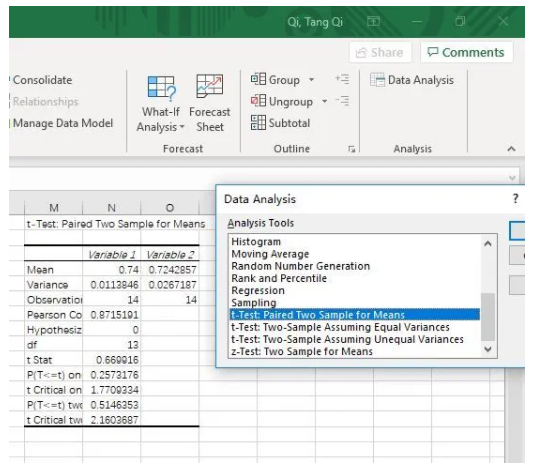 Qi, Tang Qi
Share Comments
Consolidate
Relationships
Manage Data Model
What-If Analysis
Forecast Sheet
Forecast
Group
Ungroup
Subtotal
Outline
Data Analysis
Analysis
M N O
t-Test: Paired Two Sample for Means
Variable 1 Variable 2
Mean 0.74 0.7242857
Variance 0.0113846 0.0267187
Observation 14 14
Pearson Co 0.8715191
Hypothesiz 0
df 13
t Stat 0.669916
P(T<=t) on 0.2573176
t Critical on 1.7709334
P(T<=t) two 0.5146353
t Critical tw 2.1603687
Data Analysis ?
Analysis Tools
Histogram
Moving Average
Random Number Generation
Rank and Percentile
Regression
Sampling
t-Test: Paired Two Sample for Means
t-Test: Two-Sample Assuming Equal Variances
t-Test: Two-Sample Assuming Unequal Variances
z-Test: Two Sample for Means